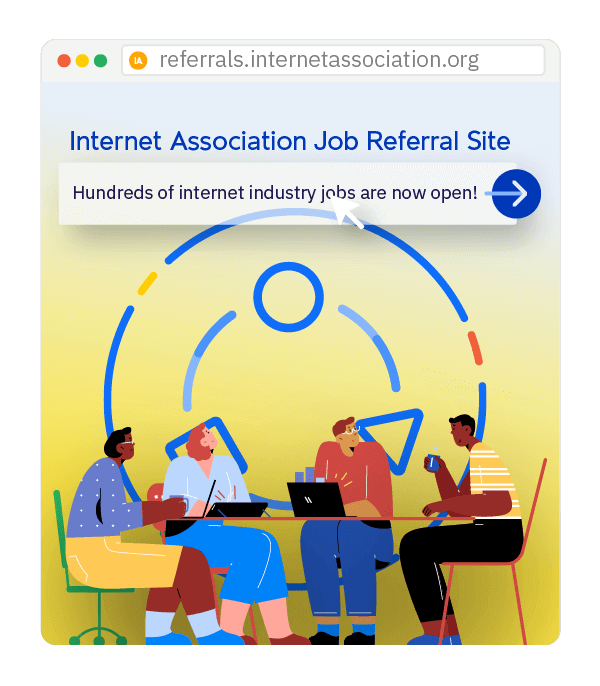 IA referrals.internetassociation.org
Internet Association Job Referral Site
Hundreds of internet industry jobs are now open!